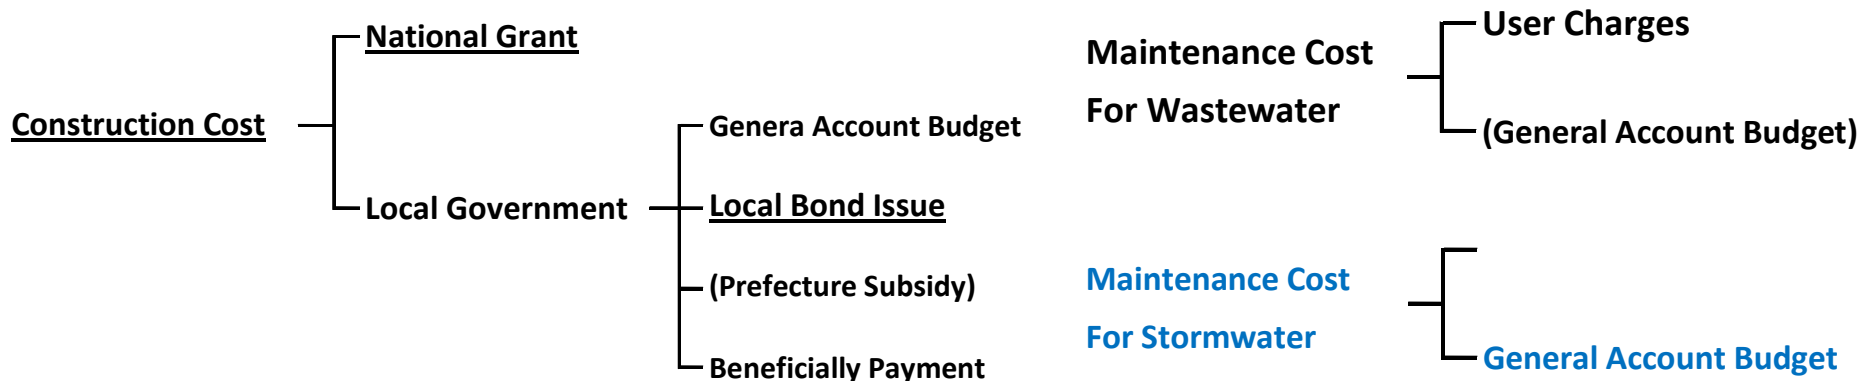 National Grant
Construction Cost
Local Government
Genera Account Budget
Local Bond Issue
(Prefecture Subsidy)
Beneficially Payment
Maintenance Cost
For Wastewater
User Charges
(General Account Budget)
Maintenance Cost
For Stormwater
General Account Budget